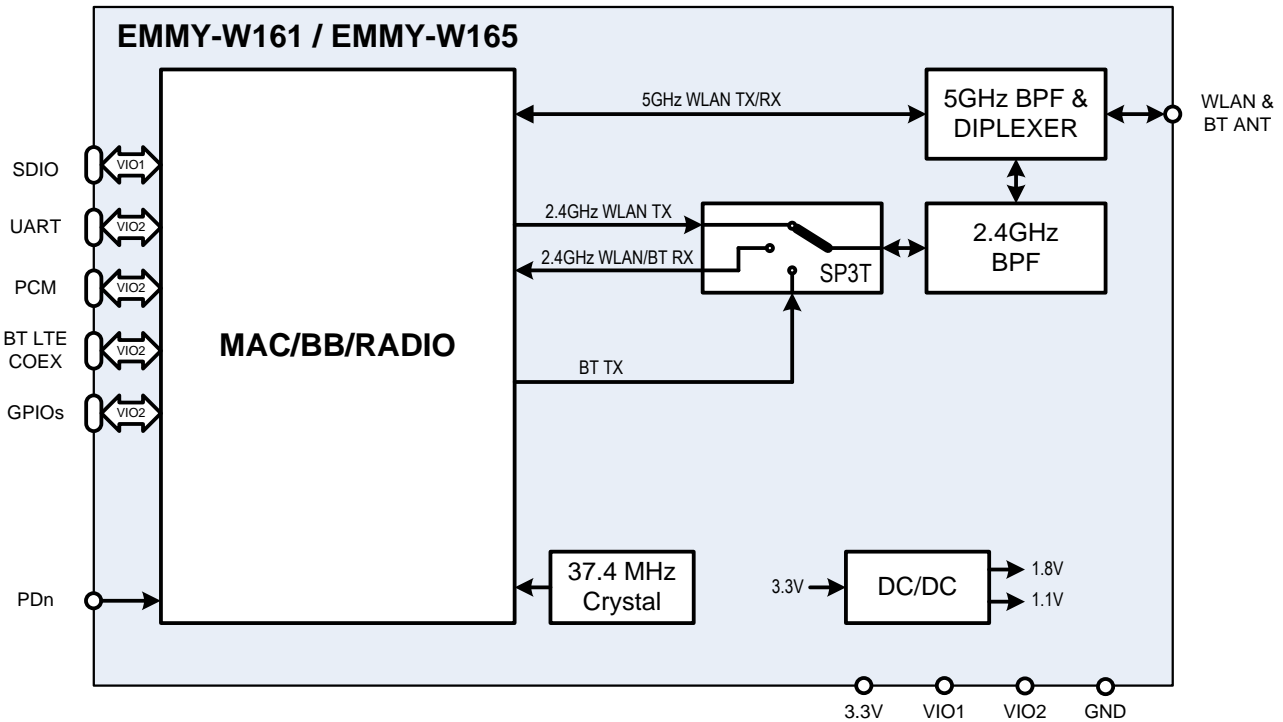 EMMY-W161 / EMMY-W165
5GHz WLAN TX/RX
5GHz BPF &
DIPLEXER
WLAN &
BT ANT
SDIO
VIO1
UART
VIO2
2.4GHz WLAN TX
2.4GHz WLAN/BT RX
SP3T
2.4GHz
BPF
PCM
VIO2
BT LTE
COEX
VIO2
MAC/BB/RADIO
BT TX
GPIOs
VIO2
PDn
37.4 MHz
Crystal
3.3V
DC/DC
1.8V
1.1V
3.3V
VIO1
VIO2
GND